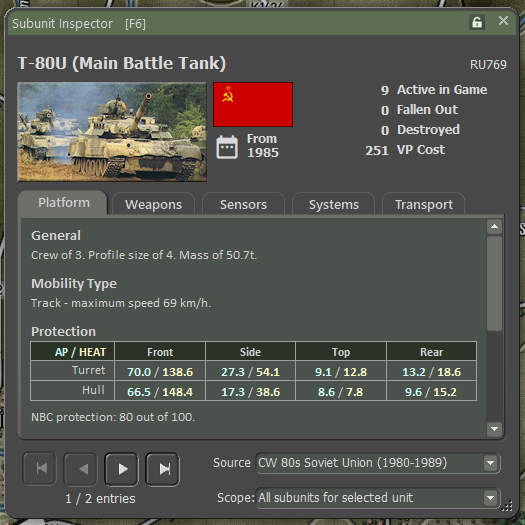 Subunit Inspector [F6]
T-80U (Main Battle Tank)
RU769
9 Active in Game
0 Fallen Out
0 Destroyed
251 VP Cost
From
1985
Platform Weapons Sensors Systems Transport
General
Crew of 3. Profile size of 4. Mass of 50.7t.
Mobility Type
Track - maximum speed 69 km/h.
Protection
AP / HEAT Front Side Top Rear
Turret 70.0 / 138.6 27.3 / 54.1 9.1 / 12.8 13.2 / 18.6
Hull 66.5 / 148.4 17.3 / 38.6 8.6 / 7.8 9.6 / 15.2
NBC protection: 80 out of 100.
Source CW 80s Soviet Union (1980-1989)
1 / 2 entries
Scope: All subunits for selected unit